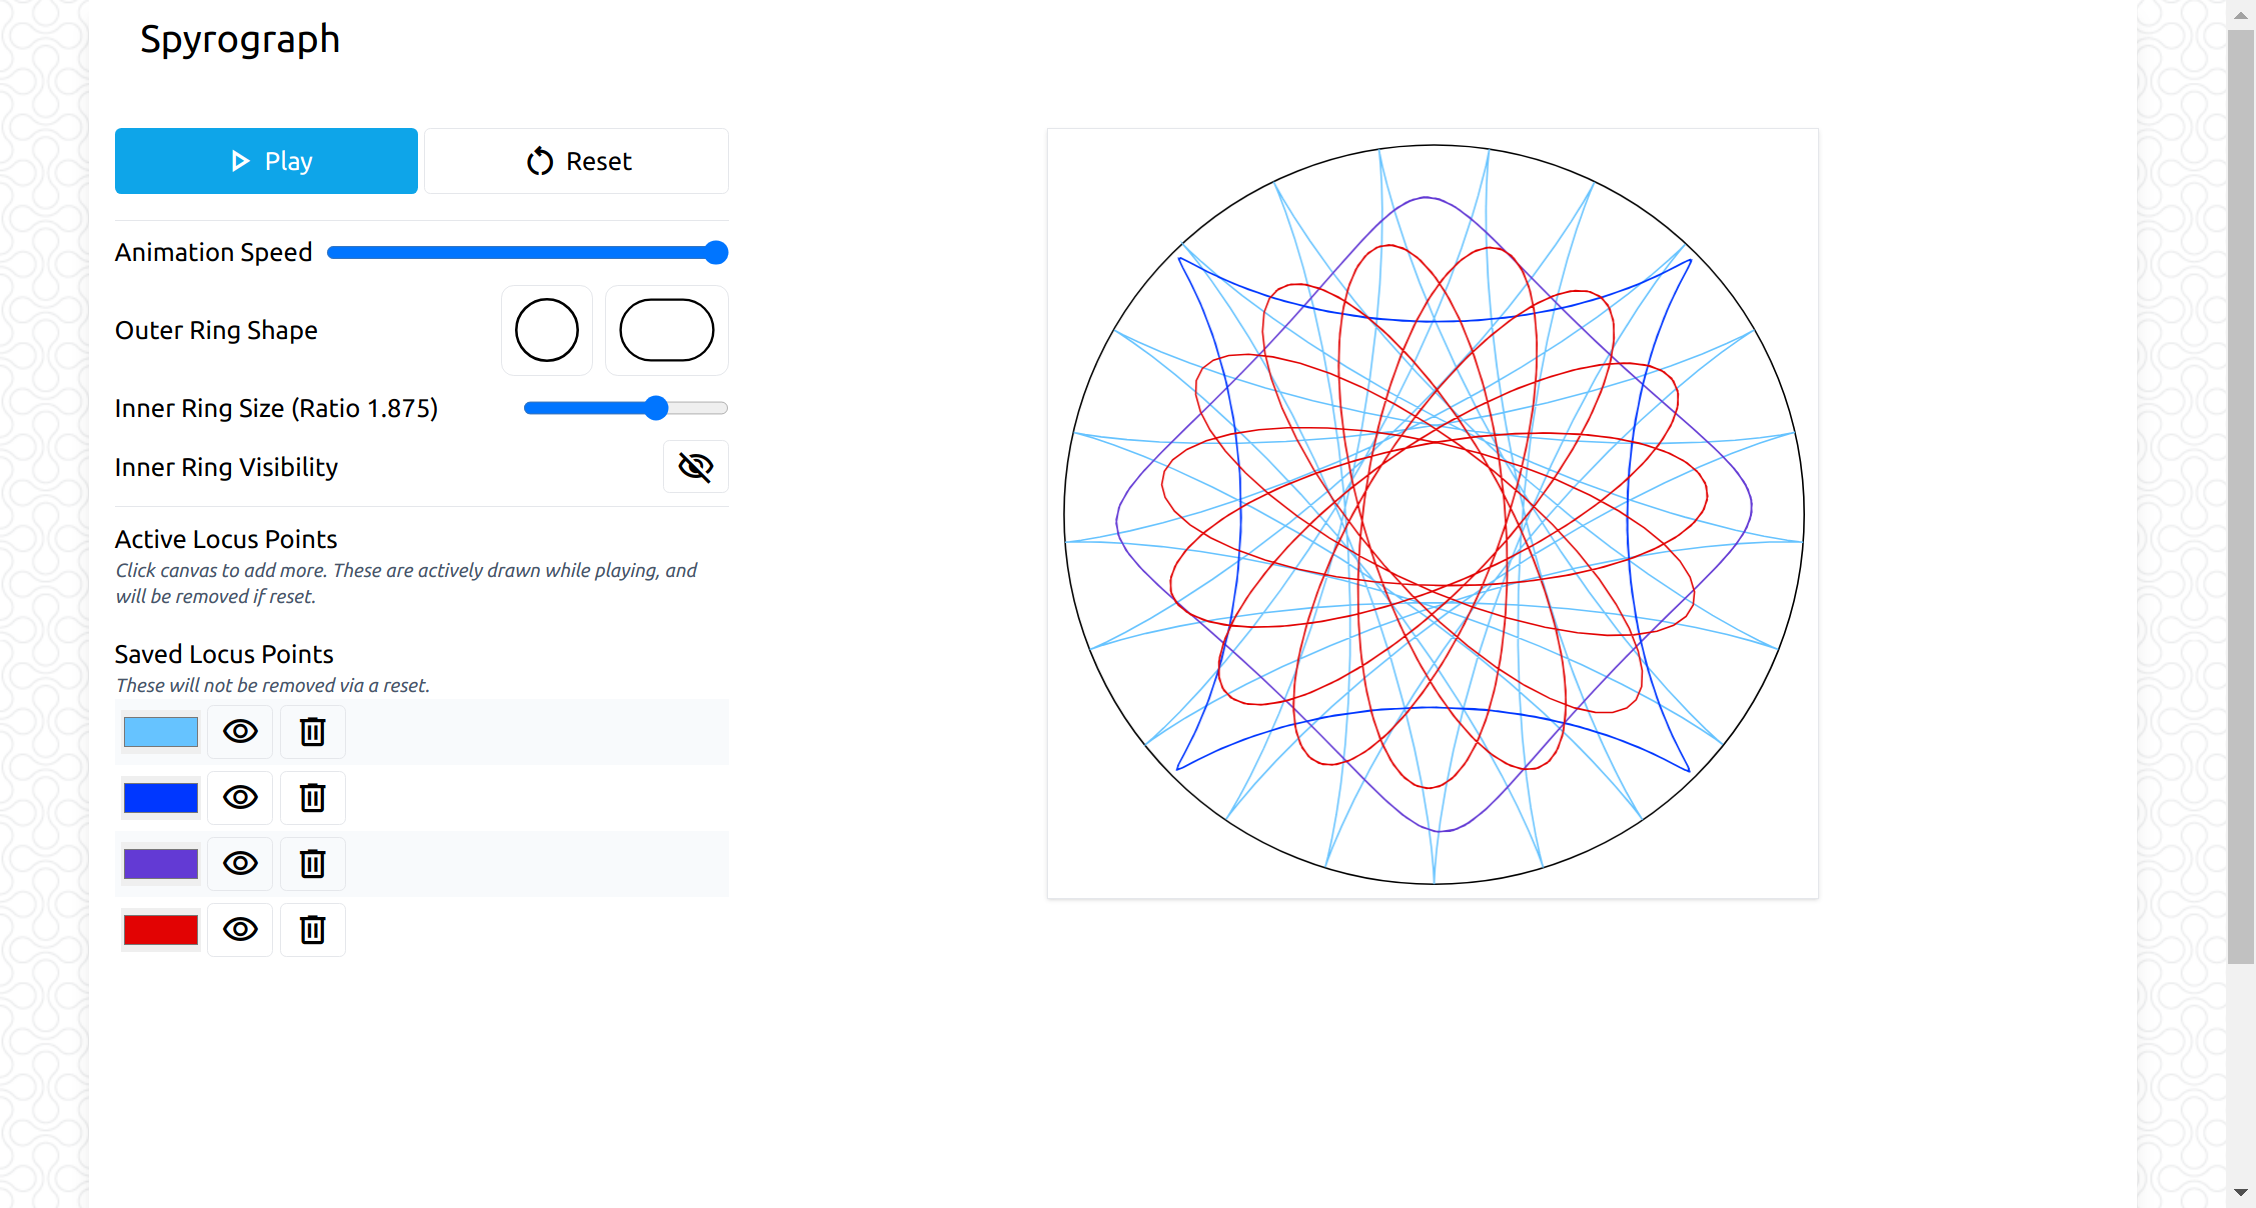 Spyrograph
Play
Reset
Animation Speed
Outer Ring Shape
Inner Ring Size (Ratio 1.875)
Inner Ring Visibility
Active Locus Points
Click canvas to add more. These are actively drawn while playing, and
will be removed if reset.
Saved Locus Points
These will not be removed via a reset.